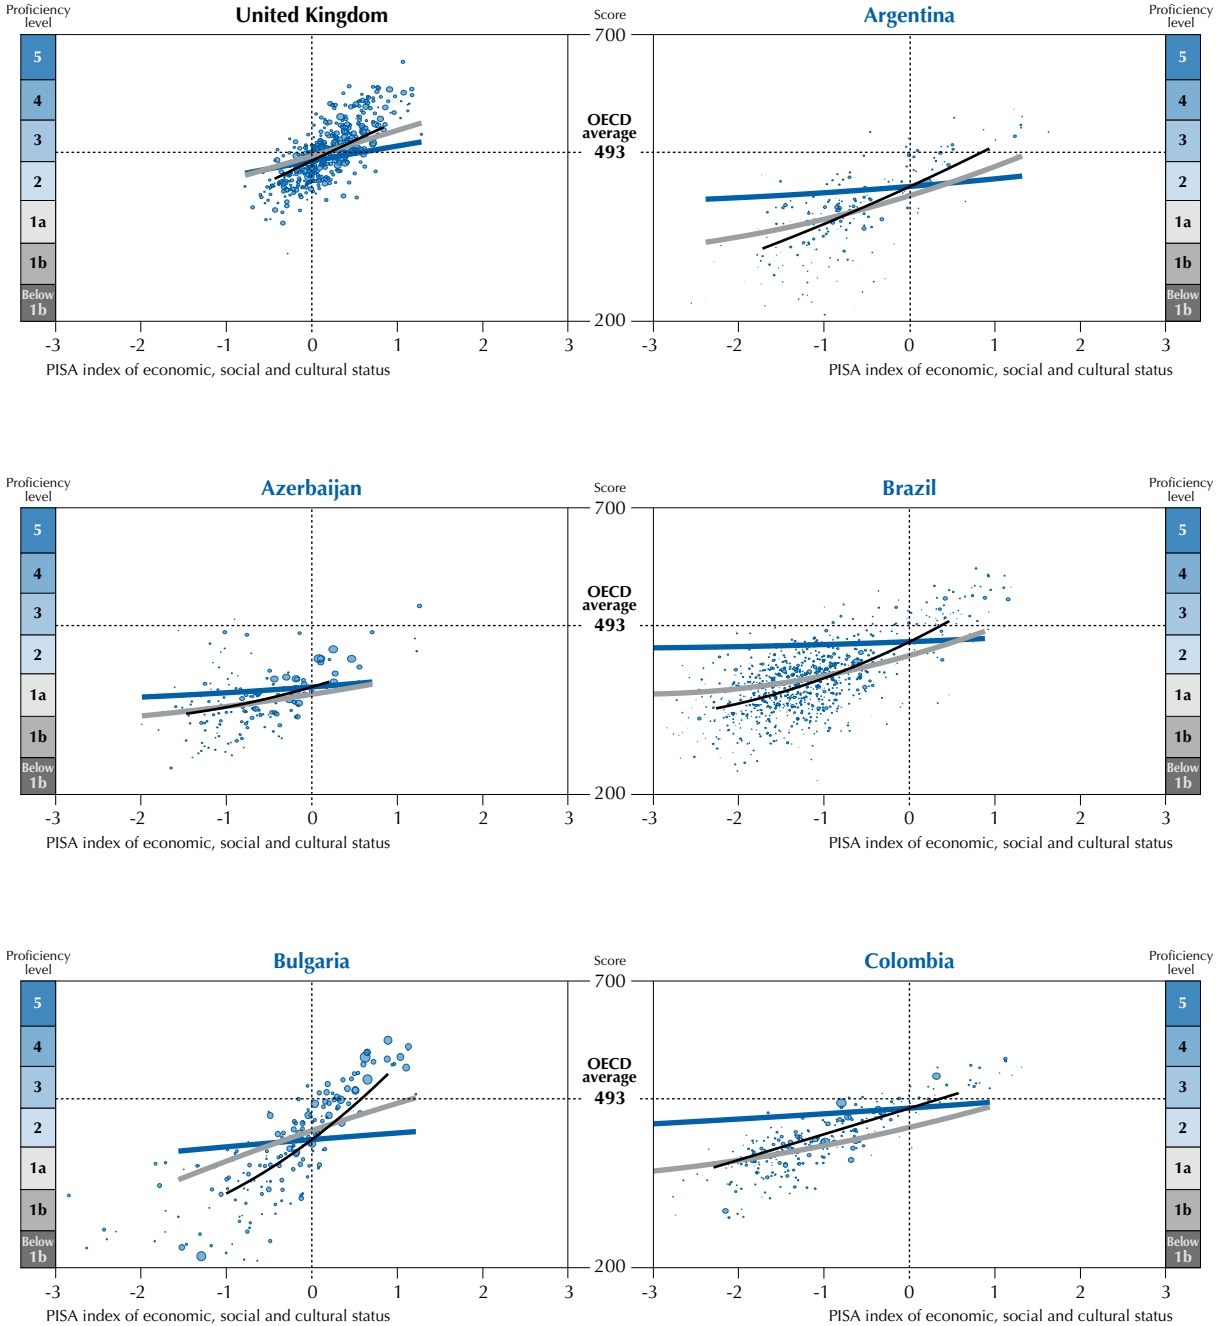 Proficiency level
United Kingdom
Score
Argentina
Proficiency level
700
5
4
3
2
1a
1b
Below 1b
OECD average
493
200
5
4
3
2
1a
1b
Below 1b
-3 -2 -1 0 1 2 3
-3 -2 -1 0 1 2 3
PISA index of economic, social and cultural status
PISA index of economic, social and cultural status
Proficiency level
Azerbaijan
Score
Brazil
Proficiency level
700
5
4
3
2
1a
1b
Below 1b
OECD average
493
200
5
4
3
2
1a
1b
Below 1b
-3 -2 -1 0 1 2 3
-3 -2 -1 0 1 2 3
PISA index of economic, social and cultural status
PISA index of economic, social and cultural status
Proficiency level
Bulgaria
Score
Colombia
Proficiency level
700
5
4
3
2
1a
1b
Below 1b
OECD average
493
200
5
4
3
2
1a
1b
Below 1b
-3 -2 -1 0 1 2 3
-3 -2 -1 0 1 2 3
PISA index of economic, social and cultural status
PISA index of economic, social and cultural status